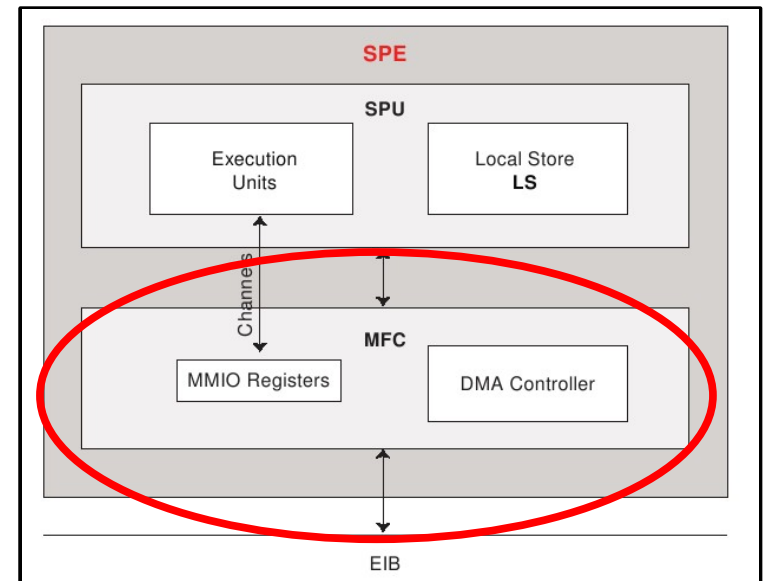 SPE
SPU
Execution
Units
Local Store
LS
Channels
MFC
MMIO Registers
DMA Controller
EIB